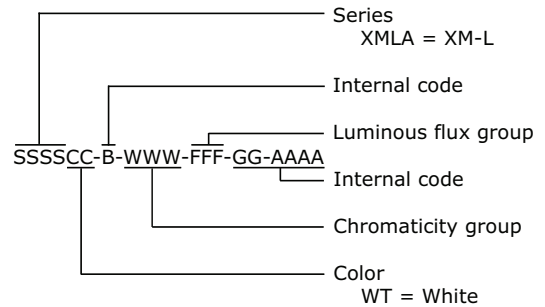 Series
XMLA = XM-L
Internal code
Luminous flux group
SSSSCC-B-WWW-FFF-GG-AAAA
Internal code
Chromaticity group
Color
WT = White